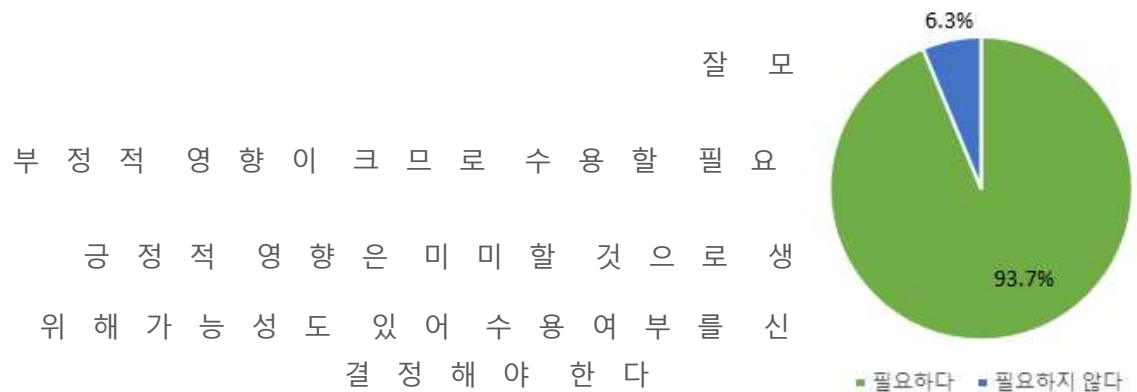 6.3%
잘 모
부 정 적 영 향 이 크 므 로 수 용 할 필 요
긍 정 적 영 향 은 미 미 할 것 으 로 생
93.7%
위 해 가 능 성 도 있 어 수 용 여 부 를 신
결 정 해 야 한 다
필요하다 필요하지 않다